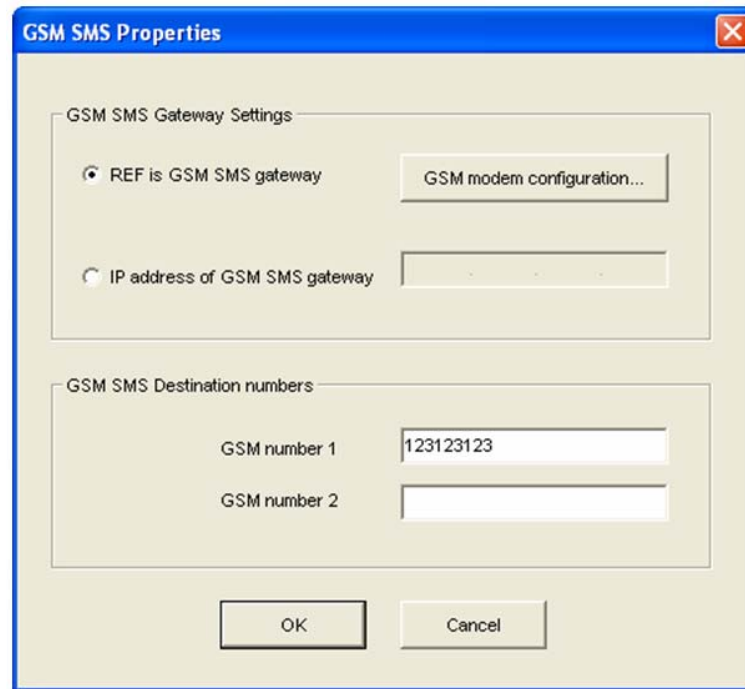 GSM SMS Properties
GSM SMS Gateway Settings
REF is GSM SMS gateway
GSM modem configuration...
IP address of GSM SMS gateway
. . .
GSM SMS Destination numbers
GSM number 1
123123123
GSM number 2
OK
Cancel